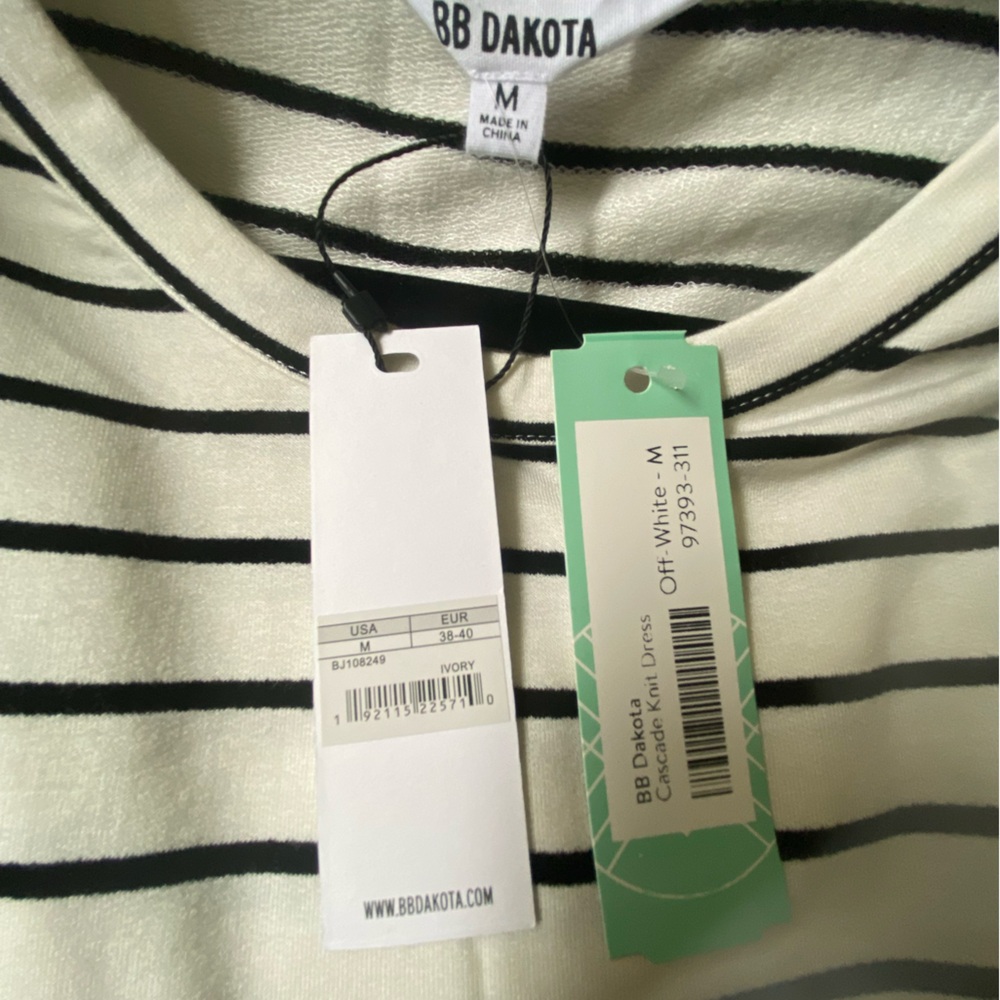 BB DAKOTA
M
MADE IN
CHINA
USA EUR
M 38-40
BJ108249
IVORY
1 92115 22571 0
WWW.BBDAKOTA.COM
BB Dakota
Cascade Knit Dress
Off-White - M
97393-311